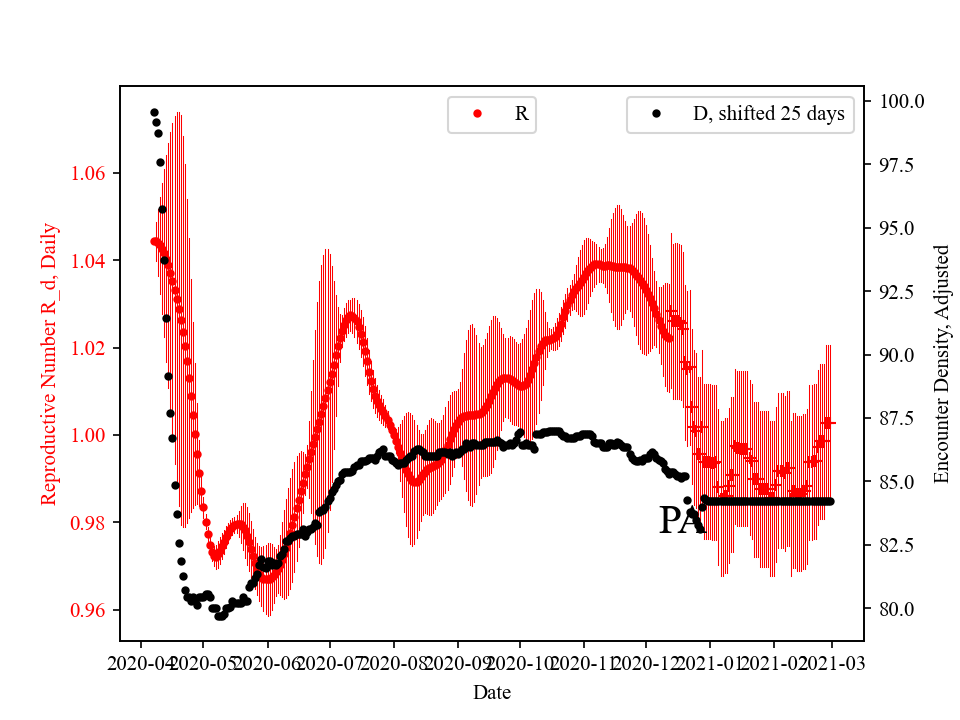 R
D, shifted 25 days
100.0
97.5
95.0
92.5
90.0
87.5
85.0
82.5
80.0
1.06
1.04
1.02
1.00
0.98
0.96
Reproductive Number R_d, Daily
Encounter Density, Adjusted
PA
2020-04 2020-05 2020-06 2020-07 2020-08 2020-09 2020-10 2020-11 2020-12 2021-01 2021-02 2021-03
Date